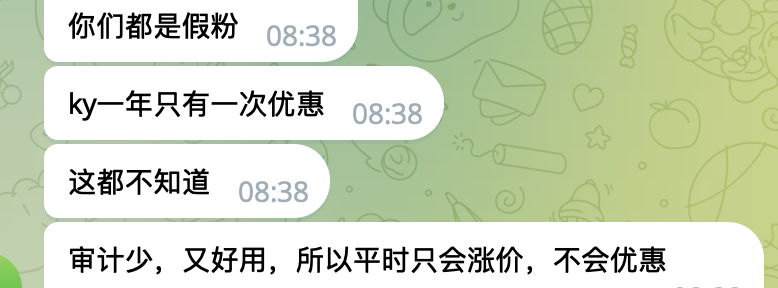 你们都是假粉 08:38
ky一年只有一次优惠 08:38
这都不知道 08:38
审计少，又好用，所以平时只会涨价，不会优惠